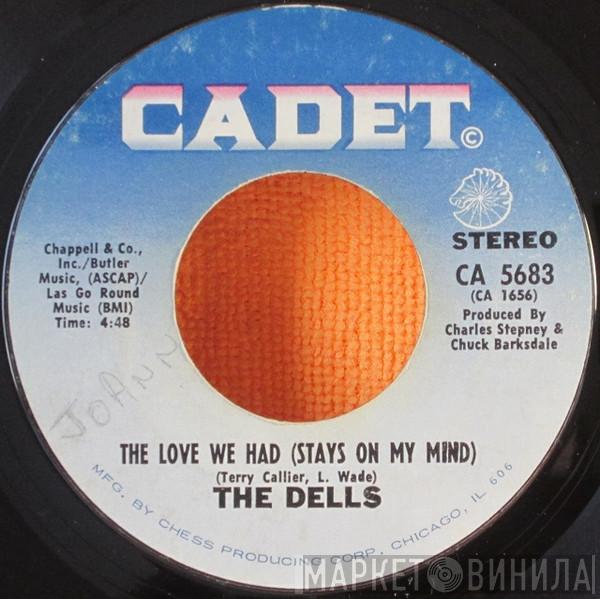 CADET ©
STEREO
CA 5683
(CA 1656)
Produced By
Charles Stepney &
Chuck Barksdale
Chappell & Co.,
Inc./Butler
Music, (ASCAP)/
Las Go Round
Music (BMI)
Time: 4:48
JOANN
THE LOVE WE HAD (STAYS ON MY MIND)
(Terry Callier, L. Wade)
THE DELLS
MFG. BY CHESS PRODUCING CORP., CHICAGO, IL 606
МАРКЕТ ВИНИЛА